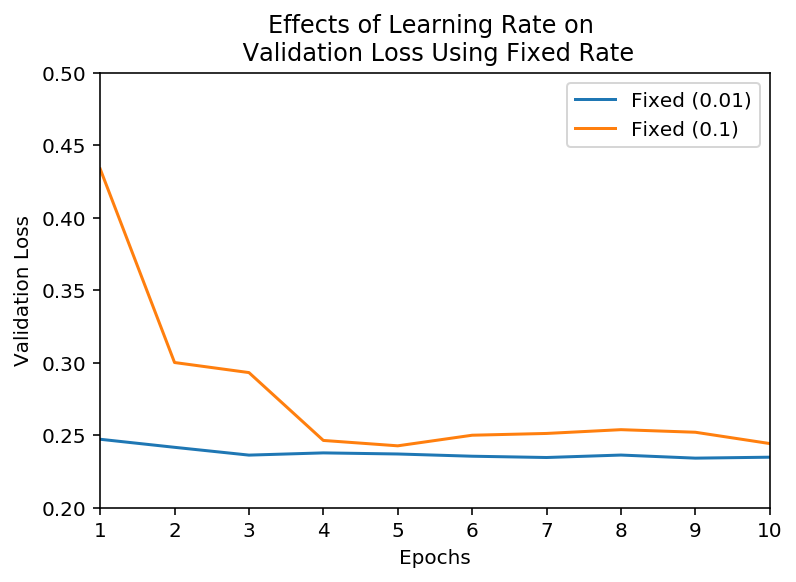 Effects of Learning Rate on
Validation Loss Using Fixed Rate
0.50
Fixed (0.01)
Fixed (0.1)
0.45
0.40
0.35
0.30
0.25
0.20
Validation Loss
1 2 3 4 5 6 7 8 9 10
Epochs